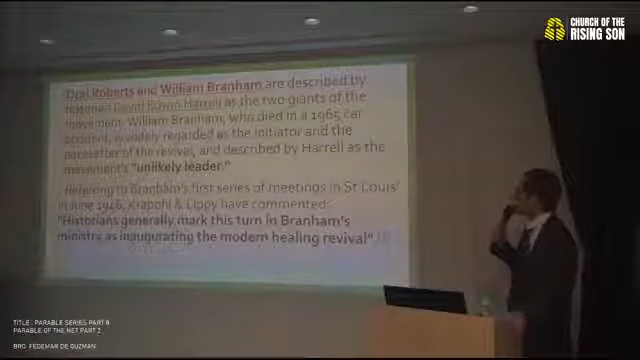 CHURCH OF THE
RISING SON
Oral Roberts and William Branham are described by
historian David Edwin Harrell as the two giants of the
movement. William Branham, who died in a 1965 car
accident, is widely regarded as the initiator and the
pacesetter of the revival, and described by Harrell as the
movement's "unlikely leader."
Referring to Branham's first series of meetings in St Louis'
in June 1946, Krapohl & Lippy have commented:
"Historians generally mark this turn in Branham's
ministry as inaugurating the modern healing revival"
TITLE : PARABLE SERIES PART 8
PARABLE OF THE NET PART 2
BRO. FEDEMAR DE GUZMAN